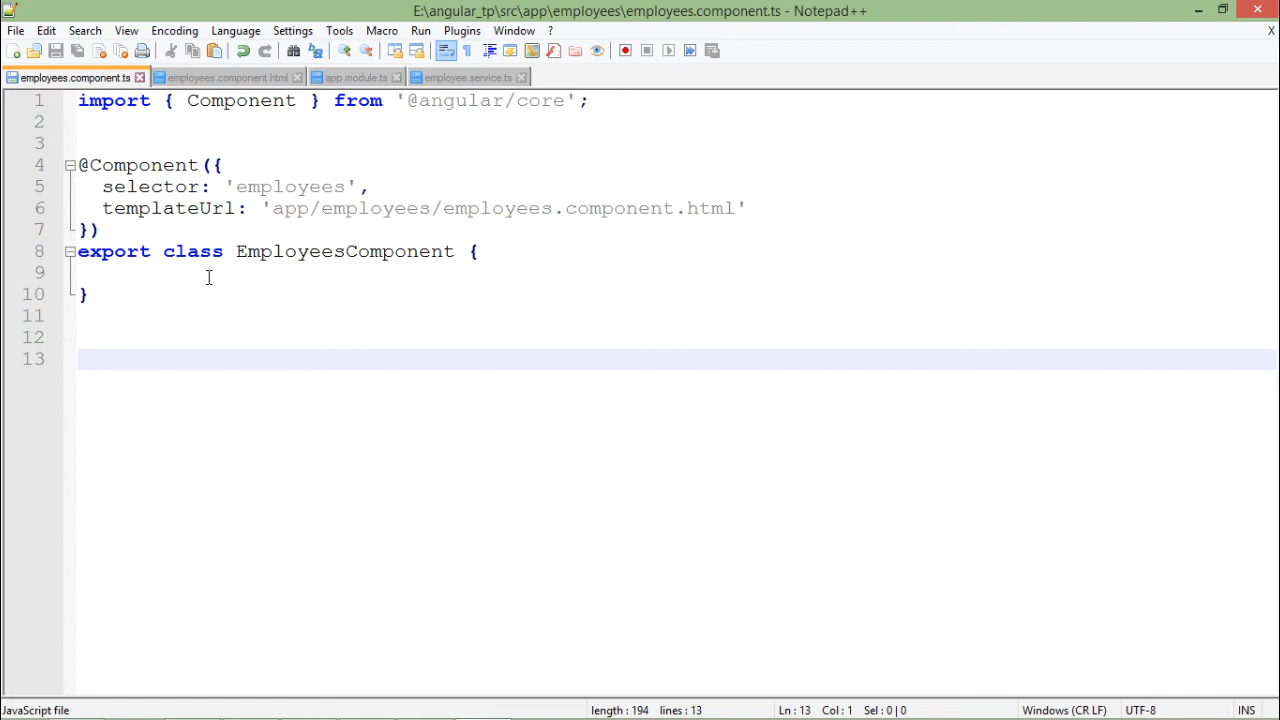 E:\angular_tp\src\app\employees\employees.component.ts - Notepad++
File Edit Search View Encoding Language Settings Tools Macro Run Plugins Window ? X
employees.component.ts employees.component.html app.module.ts employee.service.ts
1 import { Component } from '@angular/core';
2
3
4 @Component({
5 selector: 'employees',
6 templateUrl: 'app/employees/employees.component.html'
7 })
8 export class EmployeesComponent {
9
10 }
11
12
13
JavaScript file length : 194 lines : 13 Ln : 13 Col : 1 Sel : 0 | 0 Windows (CR LF) UTF-8 INS